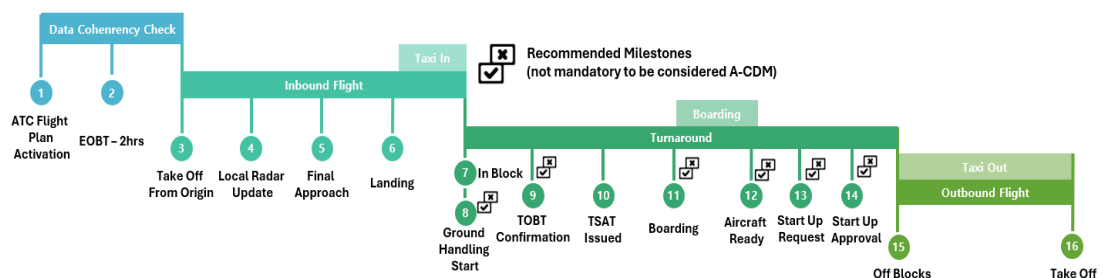 Data Cohenrency Check
Taxi In
Recommended Milestones
(not mandatory to be considered A-CDM)
Inbound Flight
Boarding
Turnaround
Taxi Out
Outbound Flight
1
ATC Flight
Plan
Activation
2
EOBT – 2hrs
3
Take Off
From Origin
4
Local Radar
Update
5
Final
Approach
6
Landing
7
In Block
8
Ground
Handling
Start
9
TOBT
Confirmation
10
TSAT
Issued
11
Boarding
12
Aircraft
Ready
13
Start Up
Request
14
Start Up
Approval
15
Off Blocks
16
Take Off